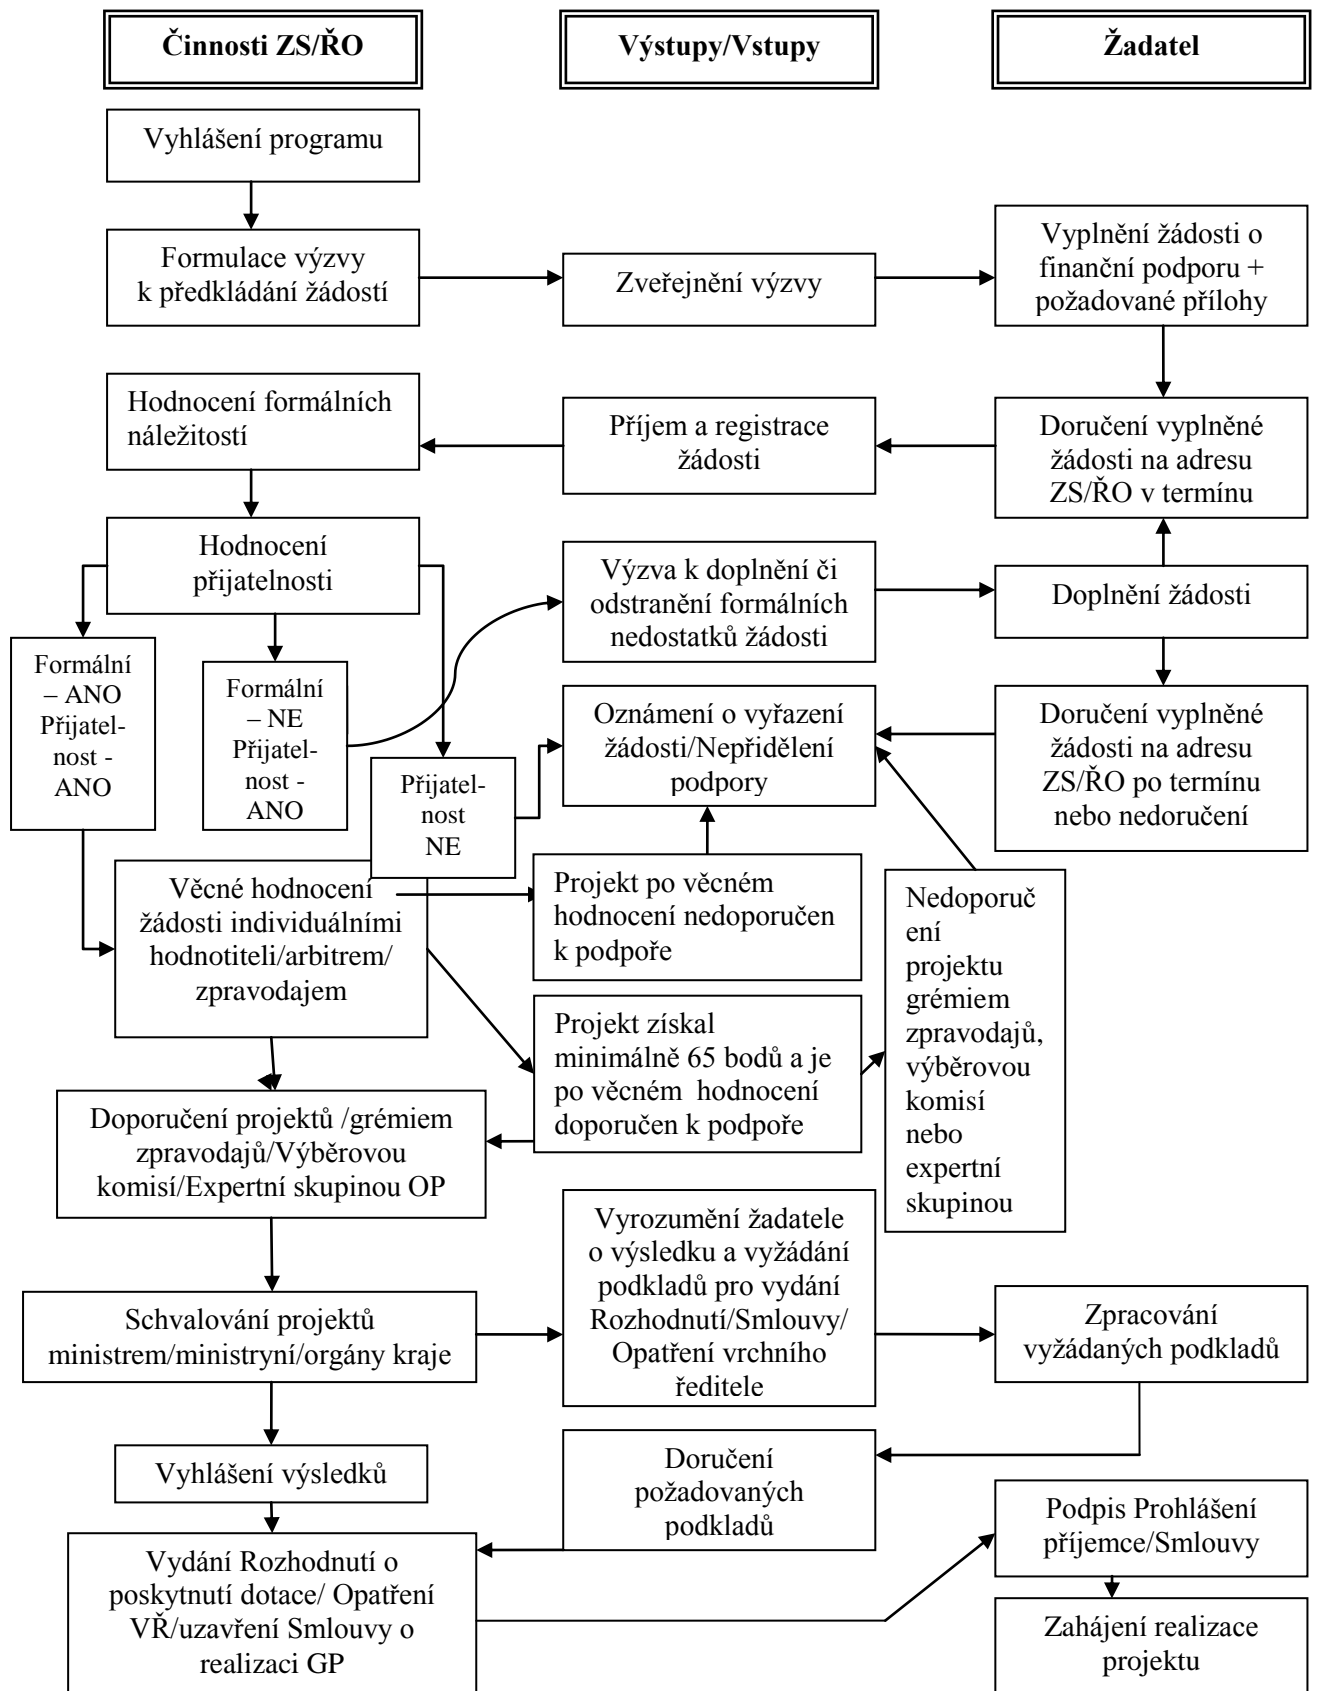 Činnosti ZS/ŘO
Výstupy/Vstupy
Žadatel
Vyhlášení programu
Formulace výzvy
k předkládání žádostí
Zveřejnění výzvy
Vyplnění žádosti o
finanční podporu +
požadované přílohy
Hodnocení formálních
náležitostí
Příjem a registrace
žádosti
Doručení vyplněné
žádosti na adresu
ZS/ŘO v termínu
Hodnocení
přijatelnosti
Výzva k doplnění či
odstranění formálních
nedostatků žádosti
Doplnění žádosti
Formální
– ANO
Přijatel-
nost -
ANO
Formální
– NE
Přijatel-
nost -
ANO
Přijatel-
nost
NE
Oznámení o vyřazení
žádosti/Nepřidělení
podpory
Doručení vyplněné
žádosti na adresu
ZS/ŘO po termínu
nebo nedoručení
Věcné hodnocení
žádosti individuálními
hodnotiteli/arbitrem/
zpravodajem
Projekt po věcném
hodnocení nedoporučen
k podpoře
Nedoporuč
ení
projektu
grémiem
zpravodajů,
výběrovou
komisí
nebo
expertní
skupinou
Projekt získal
minimálně 65 bodů a je
po věcném  hodnocení
doporučen k podpoře
Doporučení projektů /grémiem
zpravodajů/Výběrovou
komisí/Expertní skupinou OP
Vyrozumění žadatele
o výsledku a vyžádání
podkladů pro vydání
Rozhodnutí/Smlouvy/
Opatření vrchního
ředitele
Schvalování projektů
ministrem/ministryní/orgány kraje
Zpracování
vyžádaných podkladů
Vyhlášení výsledků
Doručení
požadovaných
podkladů
Podpis Prohlášení
příjemce/Smlouvy
Vydání Rozhodnutí o
poskytnutí dotace/ Opatření
VŘ/uzavření Smlouvy o
realizaci GP
Zahájení realizace
projektu